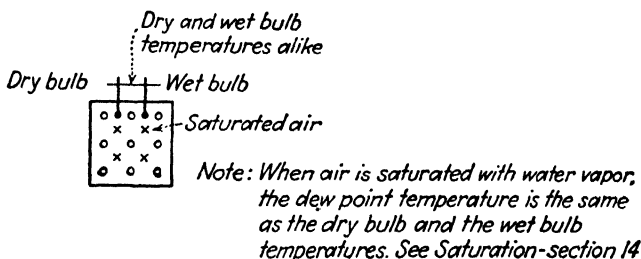 Dry and wet bulb
temperatures alike
Dry bulb
Wet bulb
Saturated air
Note: When air is saturated with water vapor,
the dew point temperature is the same
as the dry bulb and the wet bulb
temperatures. See Saturation-section 14